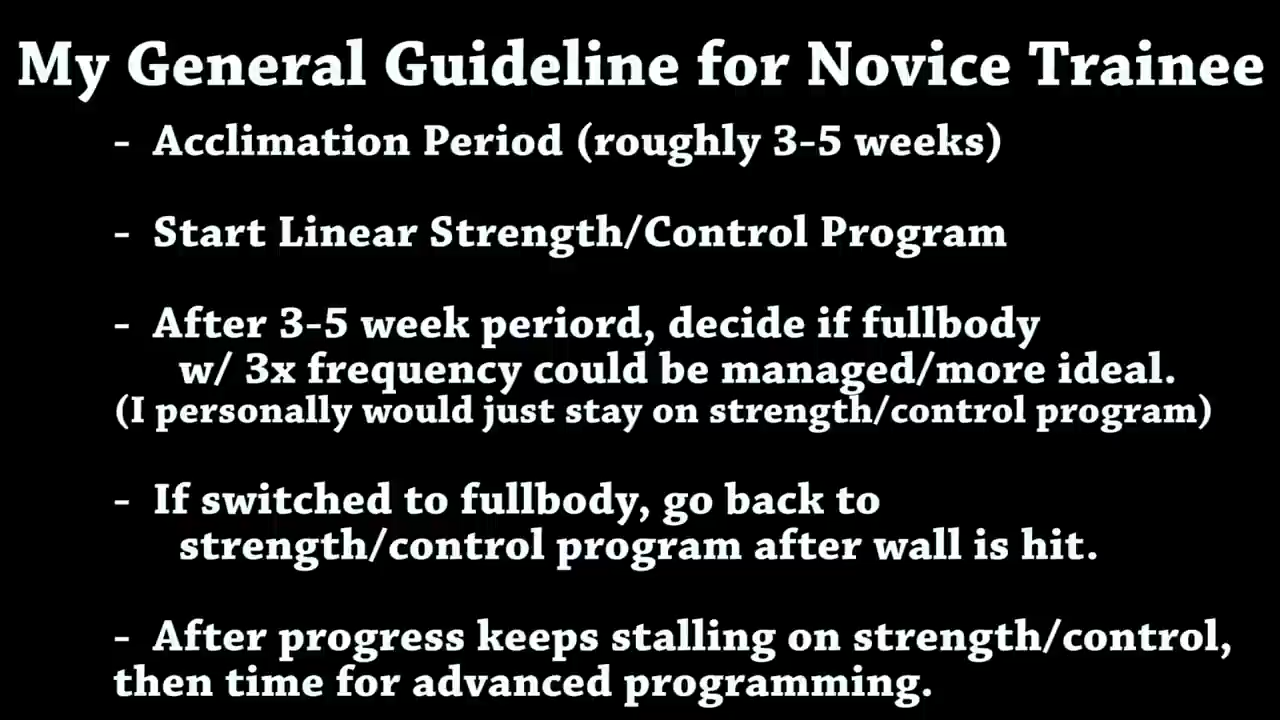 My General Guideline for Novice Trainee
- Acclimation Period (roughly 3-5 weeks)
- Start Linear Strength/Control Program
- After 3-5 week periord, decide if fullbody
w/ 3x frequency could be managed/more ideal.
(I personally would just stay on strength/control program)
- If switched to fullbody, go back to
strength/control program after wall is hit.
- After progress keeps stalling on strength/control,
then time for advanced programming.